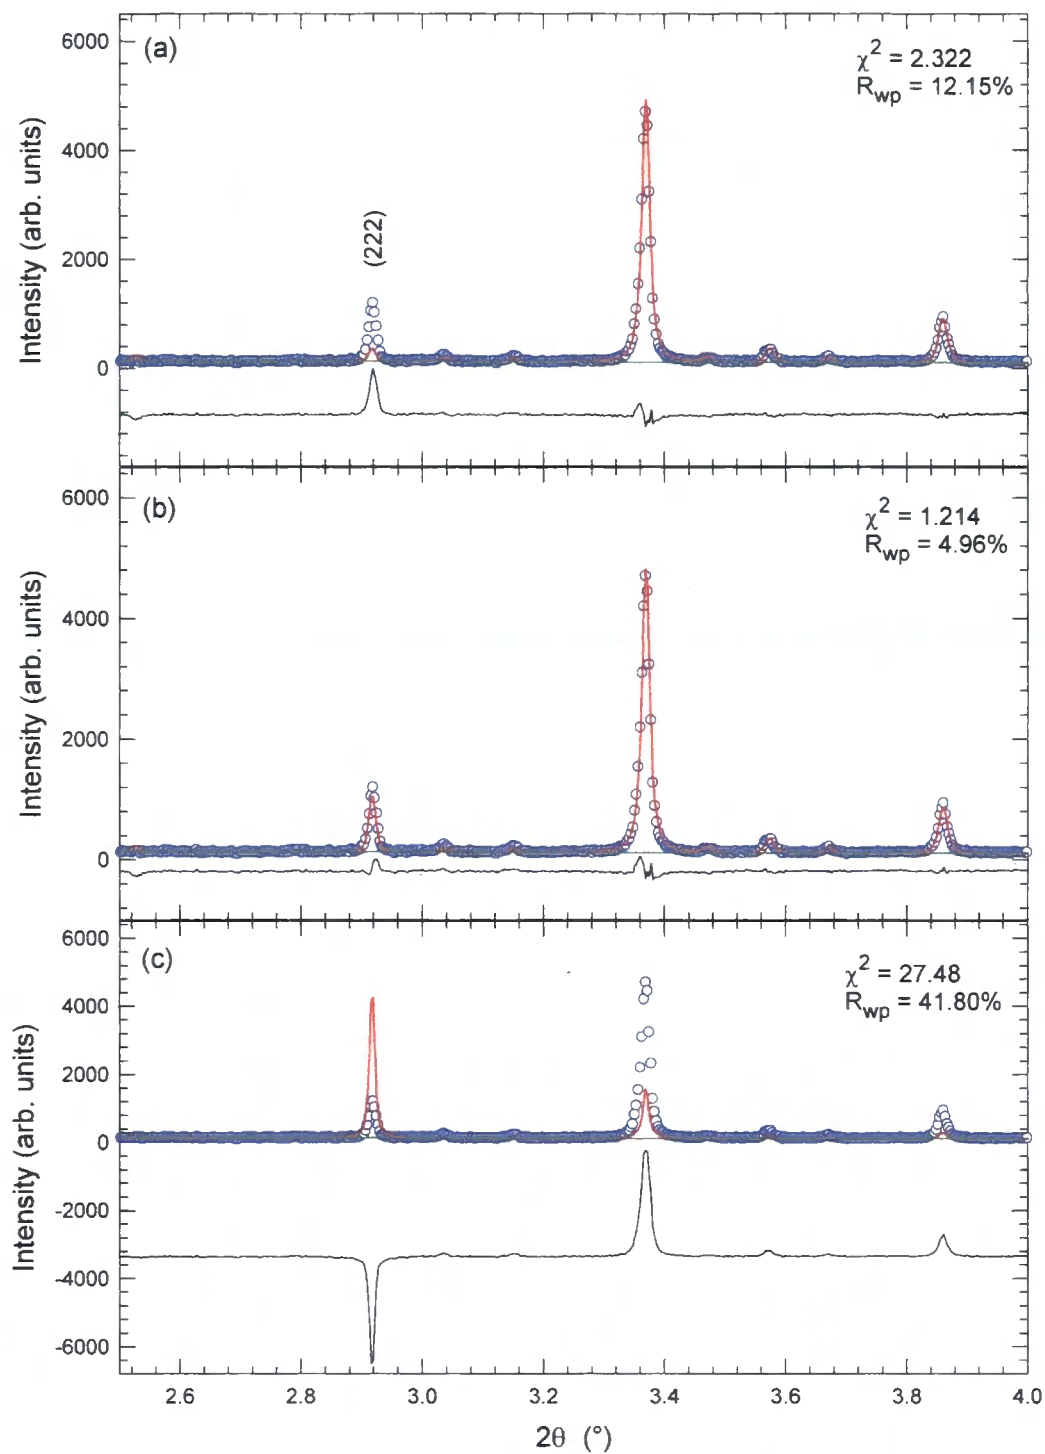 (a)
χ² = 2.322
R_wp = 12.15%
(222)
6000
4000
2000
0
Intensity (arb. units)
(b)
χ² = 1.214
R_wp = 4.96%
6000
4000
2000
0
Intensity (arb. units)
(c)
χ² = 27.48
R_wp = 41.80%
6000
4000
2000
0
-2000
-4000
-6000
Intensity (arb. units)
2.6 2.8 3.0 3.2 3.4 3.6 3.8 4.0
2θ (°)